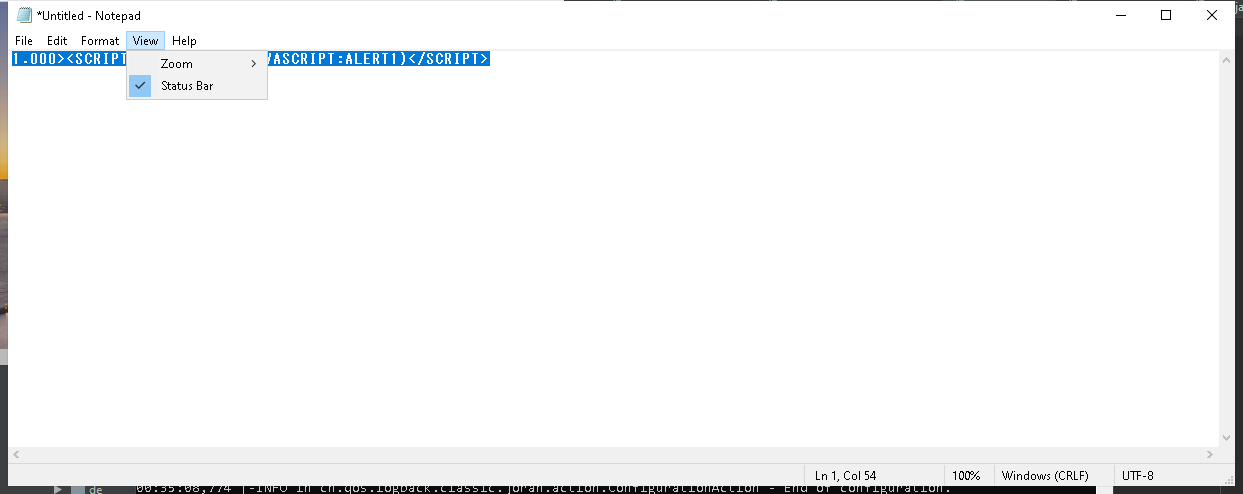 *Untitled - Notepad
File Edit Format View Help
1.000><SCRIPT VASCRIPT:ALERT1)</SCRIPT>
Zoom
Status Bar
Ln 1, Col 54 100% Windows (CRLF) UTF-8
de 00:35:08,774 |-INFO in ch.qos.logback.classic.joran.action.ConfigurationAction - End of configuration.